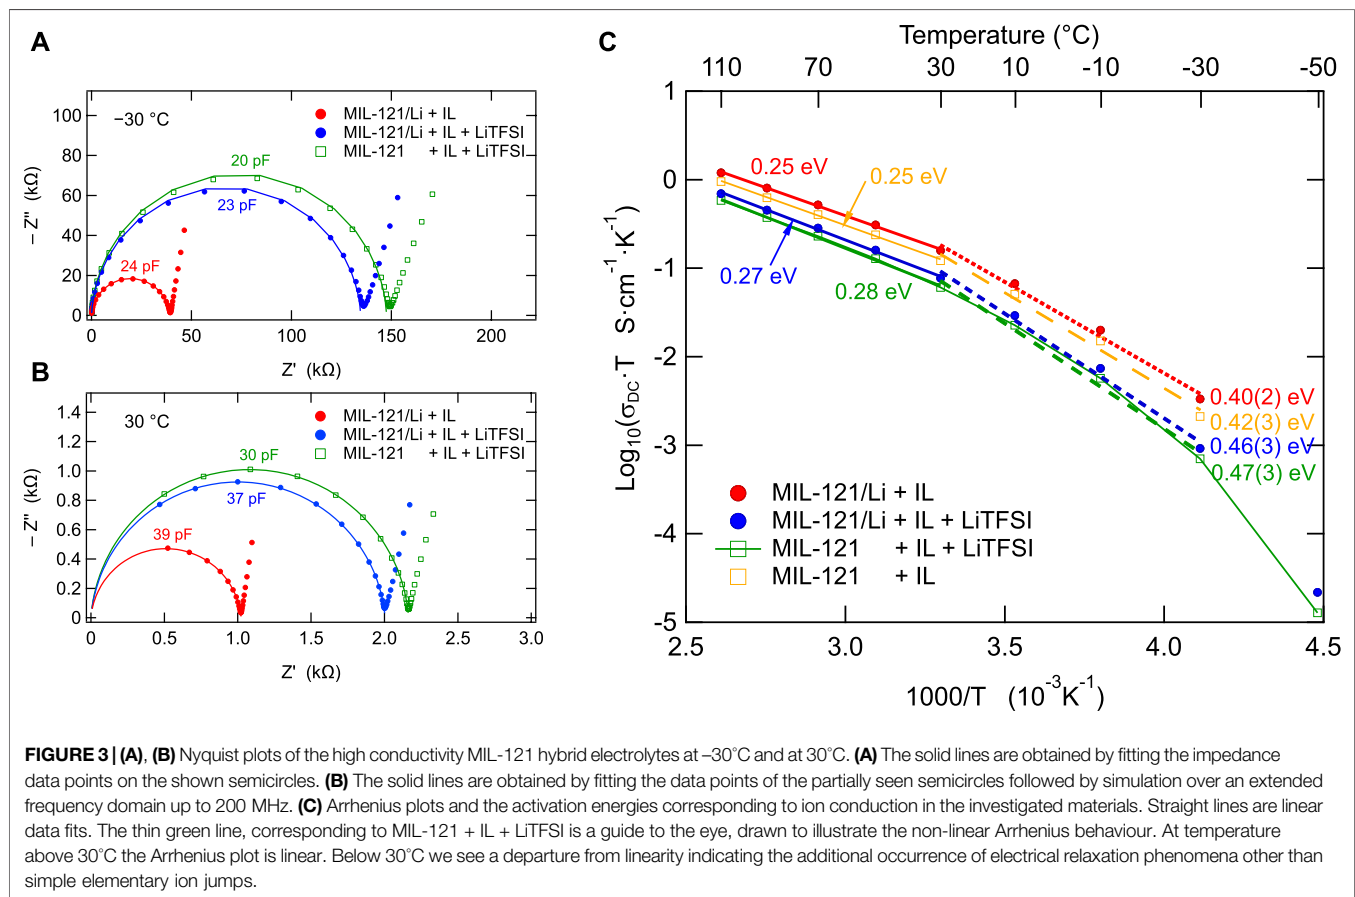 A
−30 °C
MIL-121/Li + IL
MIL-121/Li + IL + LiTFSI
MIL-121 + IL + LiTFSI
20 pF
23 pF
24 pF
100
80
60
40
20
0
− Z″ (kΩ)
0 50 100 150 200
Z' (kΩ)
B
30 °C
MIL-121/Li + IL
MIL-121/Li + IL + LiTFSI
MIL-121 + IL + LiTFSI
30 pF
37 pF
39 pF
1.4
1.2
1.0
0.8
0.6
0.4
0.2
0
− Z″ (kΩ)
0 0.5 1.0 1.5 2.0 2.5 3.0
Z' (kΩ)
C
Temperature (°C)
110 70 30 10 -10 -30 -50
1
0
-1
-2
-3
-4
-5
Log₁₀(σ_DC·T S·cm⁻¹·K⁻¹)
0.25 eV
0.25 eV
0.27 eV
0.28 eV
0.40(2) eV
0.42(3) eV
0.46(3) eV
0.47(3) eV
MIL-121/Li + IL
MIL-121/Li + IL + LiTFSI
MIL-121 + IL + LiTFSI
MIL-121 + IL
2.5 3.0 3.5 4.0 4.5
1000/T (10⁻³K⁻¹)
FIGURE 3 | (A), (B) Nyquist plots of the high conductivity MIL-121 hybrid electrolytes at –30°C and at 30°C. (A) The solid lines are obtained by fitting the impedance
data points on the shown semicircles. (B) The solid lines are obtained by fitting the data points of the partially seen semicircles followed by simulation over an extended
frequency domain up to 200 MHz. (C) Arrhenius plots and the activation energies corresponding to ion conduction in the investigated materials. Straight lines are linear
data fits. The thin green line, corresponding to MIL-121 + IL + LiTFSI is a guide to the eye, drawn to illustrate the non-linear Arrhenius behaviour. At temperature
above 30°C the Arrhenius plot is linear. Below 30°C we see a departure from linearity indicating the additional occurrence of electrical relaxation phenomena other than
simple elementary ion jumps.